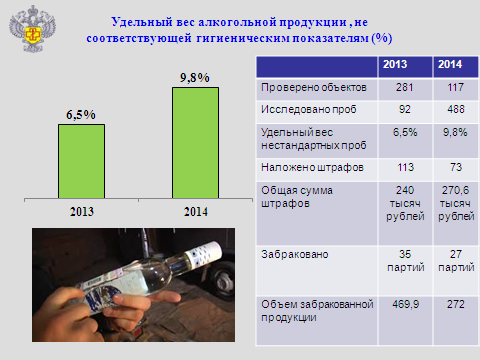 Удельный вес алкогольной продукции , не
соответствующей гигиеническим показателям (%)
9,8%
6,5%
2013
2014
2013 2014
Проверено объектов 281 117
Исследовано проб 92 488
Удельный вес 6,5% 9,8%
нестандартных проб
Наложено штрафов 113 73
Общая сумма 240 270,6
штрафов тысяч тысяч
рублей рублей
Забраковано 35 27
партий партий
Объем забракованной 469,9 272
продукции